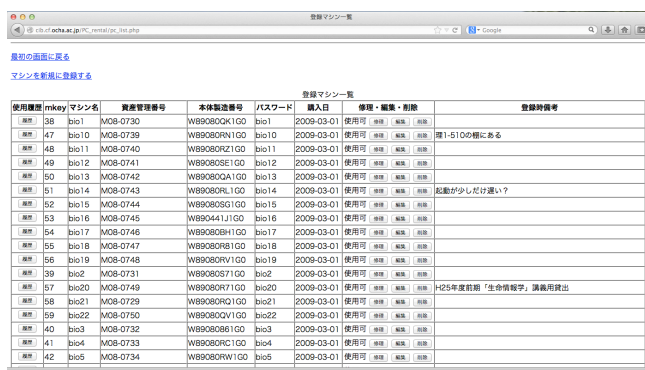 登録マシン一覧
cib.cf.ocha.ac.jp/PC_rental/pc_list.php
Google
最初の画面に戻る
マシンを新規に登録する
登録マシン一覧
使用履歴 mkey マシン名 資産管理番号 本体製造番号 パスワード 購入日 修理・編集・削除 登録時備考
履歴 38 bio1 M08-0730 W89080QK1G0 bio1 2009-03-01 使用可 修理 編集 削除
履歴 47 bio10 M08-0739 W89080RN1G0 bio10 2009-03-01 使用可 修理 編集 削除 理1-510の棚にある
履歴 48 bio11 M08-0740 W89080RZ1G0 bio11 2009-03-01 使用可 修理 編集 削除
履歴 49 bio12 M08-0741 W89080SE1G0 bio12 2009-03-01 使用可 修理 編集 削除
履歴 50 bio13 M08-0742 W89080QA1G0 bio13 2009-03-01 使用可 修理 編集 削除
履歴 51 bio14 M08-0743 W89080RL1G0 bio14 2009-03-01 使用可 修理 編集 削除 起動が少しだけ遅い？
履歴 52 bio15 M08-0744 W89080SG1G0 bio15 2009-03-01 使用可 修理 編集 削除
履歴 53 bio16 M08-0745 W890441J1G0 bio16 2009-03-01 使用可 修理 編集 削除
履歴 54 bio17 M08-0746 W89080BH1G0 bio17 2009-03-01 使用可 修理 編集 削除
履歴 55 bio18 M08-0747 W89080R81G0 bio18 2009-03-01 使用可 修理 編集 削除
履歴 56 bio19 M08-0748 W89080RV1G0 bio19 2009-03-01 使用可 修理 編集 削除
履歴 39 bio2 M08-0731 W89080S71G0 bio2 2009-03-01 使用可 修理 編集 削除
履歴 57 bio20 M08-0749 W89080R71G0 bio20 2009-03-01 使用可 修理 編集 削除 H25年度前期「生命情報学」講義用貸出
履歴 58 bio21 M08-0729 W89080RQ1G0 bio21 2009-03-01 使用可 修理 編集 削除
履歴 59 bio22 M08-0750 W89080QV1G0 bio22 2009-03-01 使用可 修理 編集 削除
履歴 40 bio3 M08-0732 W89080861G0 bio3 2009-03-01 使用可 修理 編集 削除
履歴 41 bio4 M08-0733 W89080RC1G0 bio4 2009-03-01 使用可 修理 編集 削除
履歴 42 bio5 M08-0734 W89080RW1G0 bio5 2009-03-01 使用可 修理 編集 削除